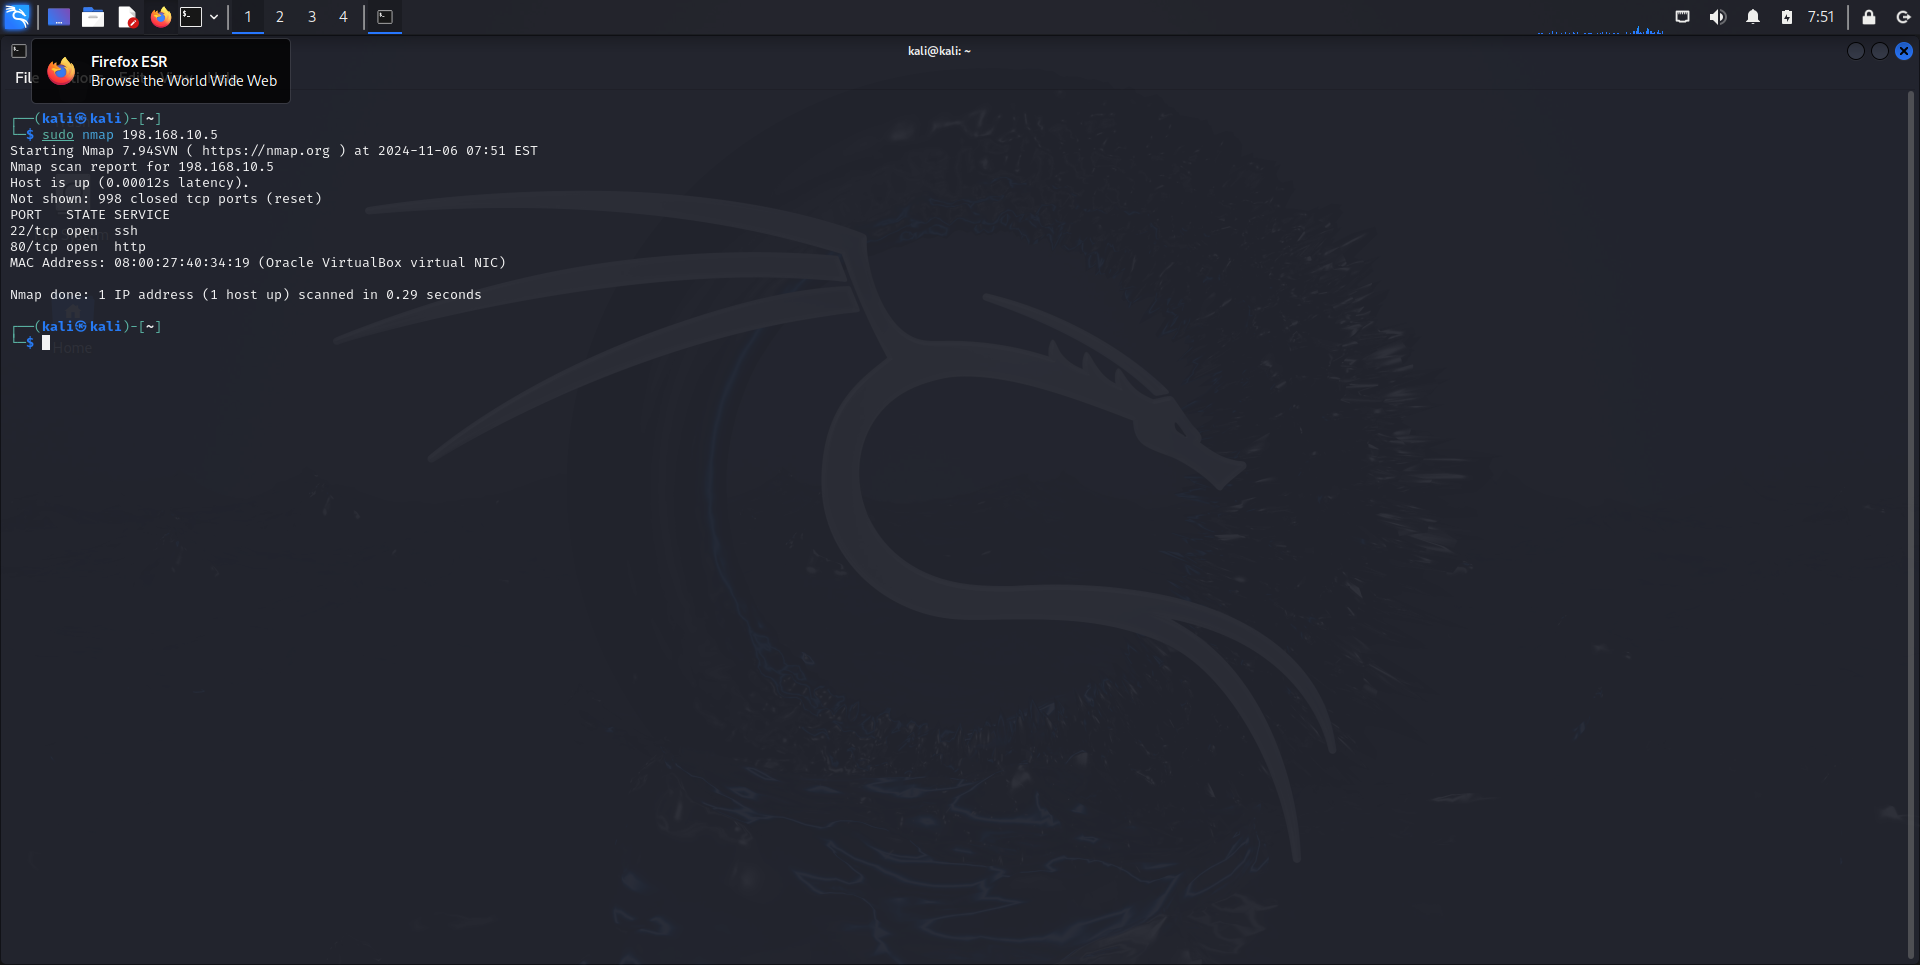 1 2 3 4 7:51
kali@kali: ~
File
Firefox ESR
Browse the World Wide Web
┌──(kali㉿kali)-[~]
└─$ sudo nmap 198.168.10.5
Starting Nmap 7.94SVN ( https://nmap.org ) at 2024-11-06 07:51 EST
Nmap scan report for 198.168.10.5
Host is up (0.00012s latency).
Not shown: 998 closed tcp ports (reset)
PORT   STATE SERVICE
22/tcp open  ssh
80/tcp open  http
MAC Address: 08:00:27:40:34:19 (Oracle VirtualBox virtual NIC)
Nmap done: 1 IP address (1 host up) scanned in 0.29 seconds
┌──(kali㉿kali)-[~]
└─$
Home